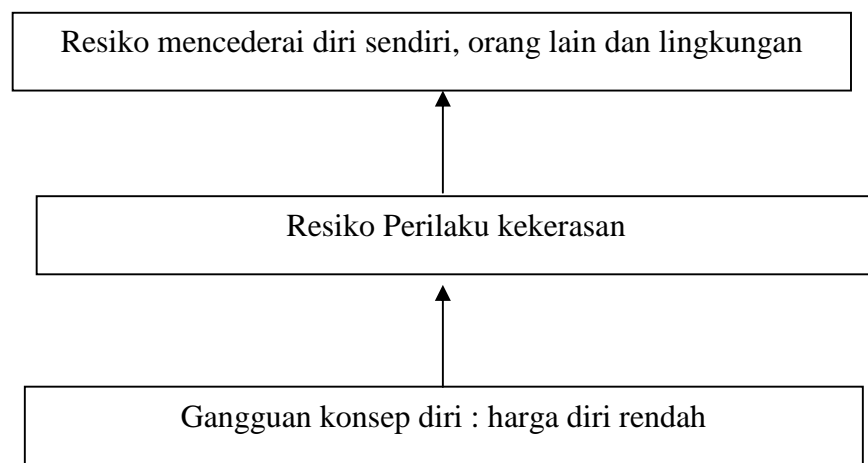 Resiko mencederai diri sendiri, orang lain dan lingkungan
Resiko Perilaku kekerasan
Gangguan konsep diri : harga diri rendah